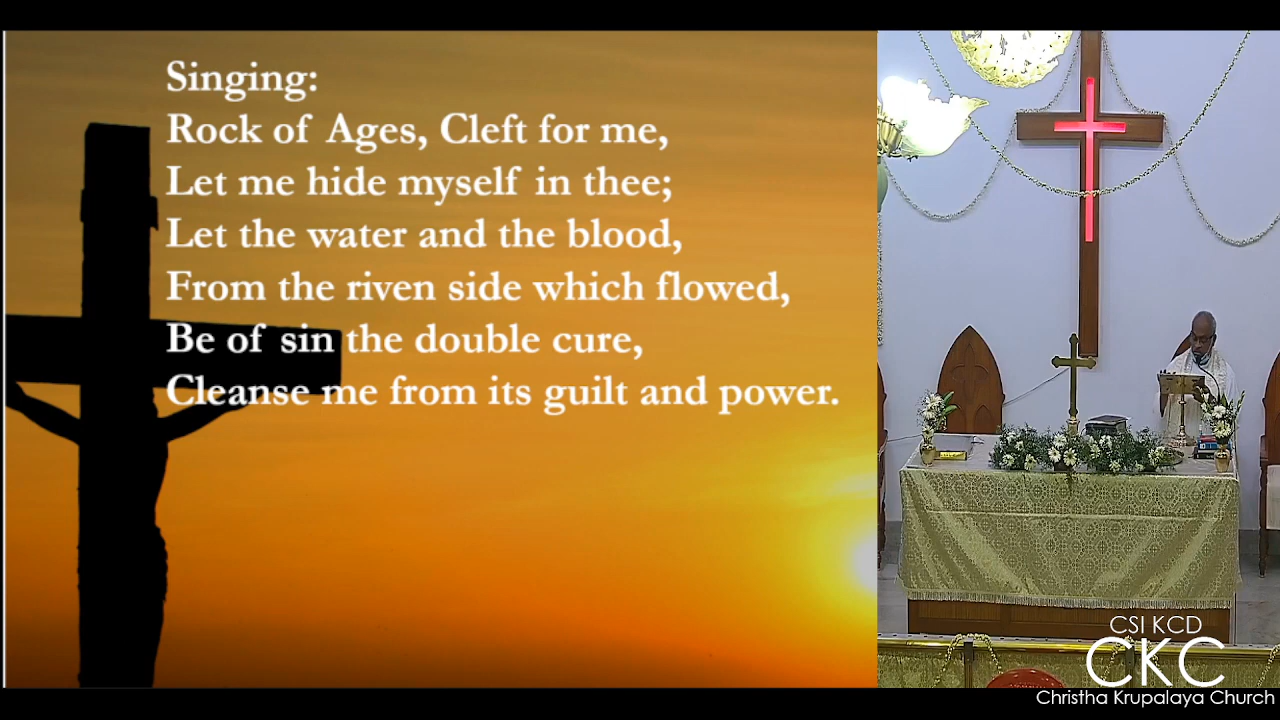 Singing:
Rock of Ages, Cleft for me,
Let me hide myself in thee;
Let the water and the blood,
From the riven side which flowed,
Be of sin the double cure,
Cleanse me from its guilt and power.
CSI KCD
CKC
Christha Krupalaya Church